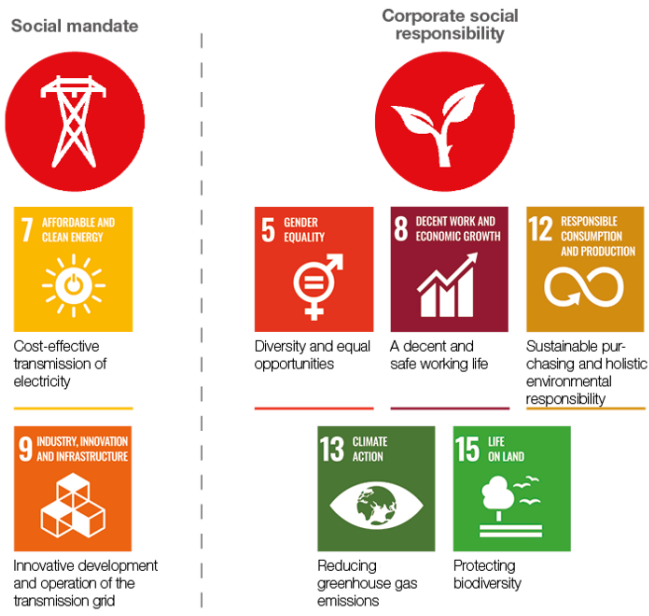 Social mandate
Corporate social
responsibility
7 AFFORDABLE AND
CLEAN ENERGY
Cost-effective
transmission of
electricity
5 GENDER
EQUALITY
Diversity and equal
opportunities
8 DECENT WORK AND
ECONOMIC GROWTH
A decent and
safe working life
12 RESPONSIBLE
CONSUMPTION
AND PRODUCTION
Sustainable pur-
chasing and holistic
environmental
responsibility
9 INDUSTRY, INNOVATION
AND INFRASTRUCTURE
Innovative development
and operation of the
transmission grid
13 CLIMATE
ACTION
Reducing
greenhouse gas
emissions
15 LIFE
ON LAND
Protecting
biodiversity